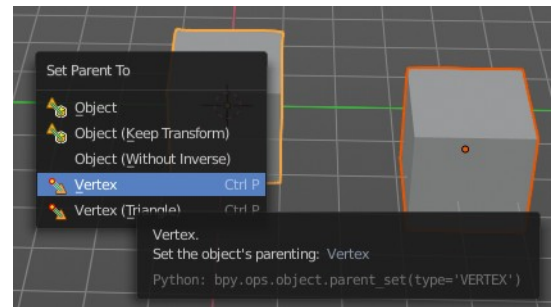 Set Parent To
Object
Object (Keep Transform)
Object (Without Inverse)
Vertex Ctrl P
Vertex (Triangle) Ctrl P
Vertex.
Set the object's parenting: Vertex
Python: bpy.ops.object.parent_set(type='VERTEX')